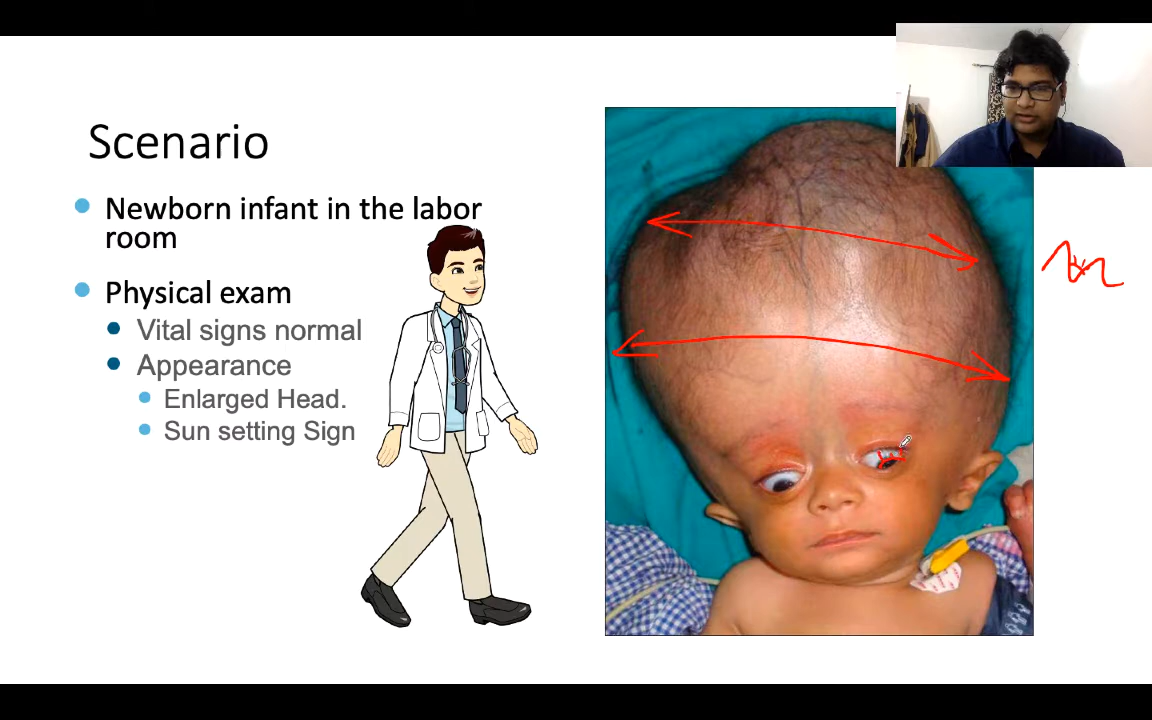 Scenario
Newborn infant in the labor
room
Physical exam
Vital signs normal
Appearance
Enlarged Head.
Sun setting Sign